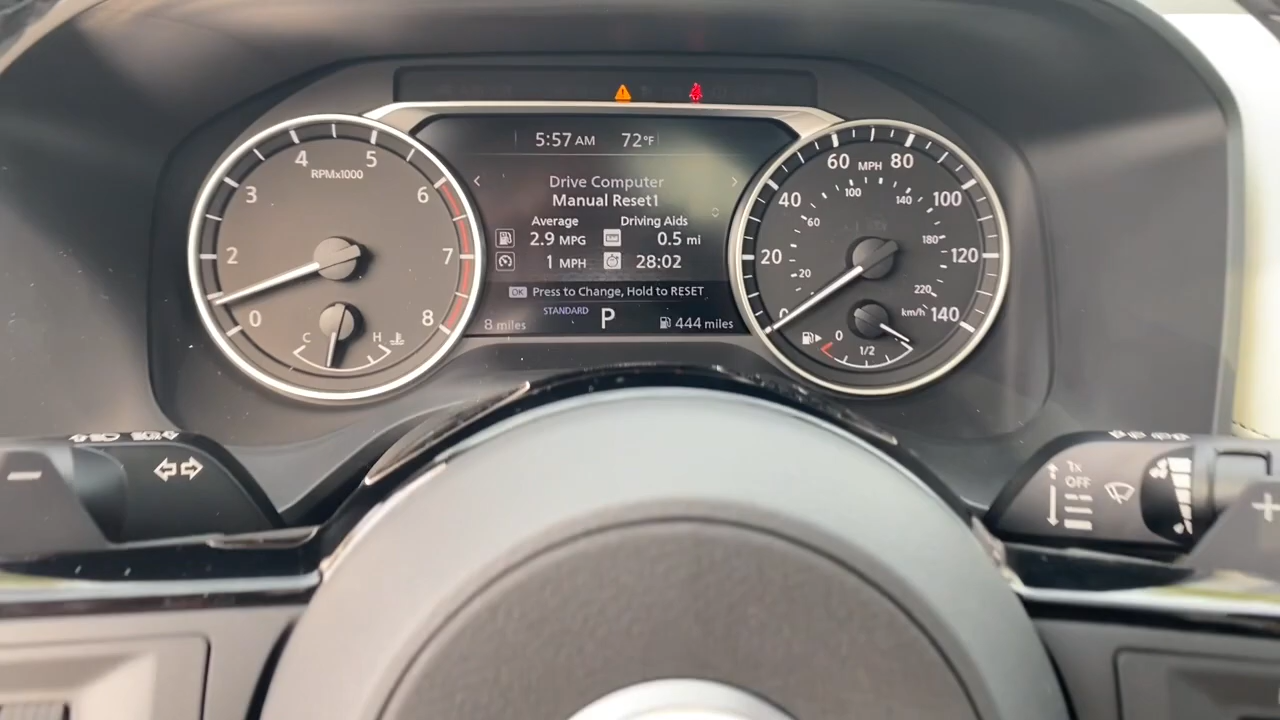 5:57 AM 72°F
Drive Computer
Manual Reset1
Average Driving Aids
2.9 MPG 0.5 mi
1 MPH 28:02
OK Press to Change, Hold to RESET
STANDARD P
8 miles 444 miles
0 2 3 4 5 6 7 8
RPMx1000
C H
0 20 40 60 80 100 120 140
MPH
20 60 100 140 180 220
km/h
0 1/2
−
1x
OFF
+